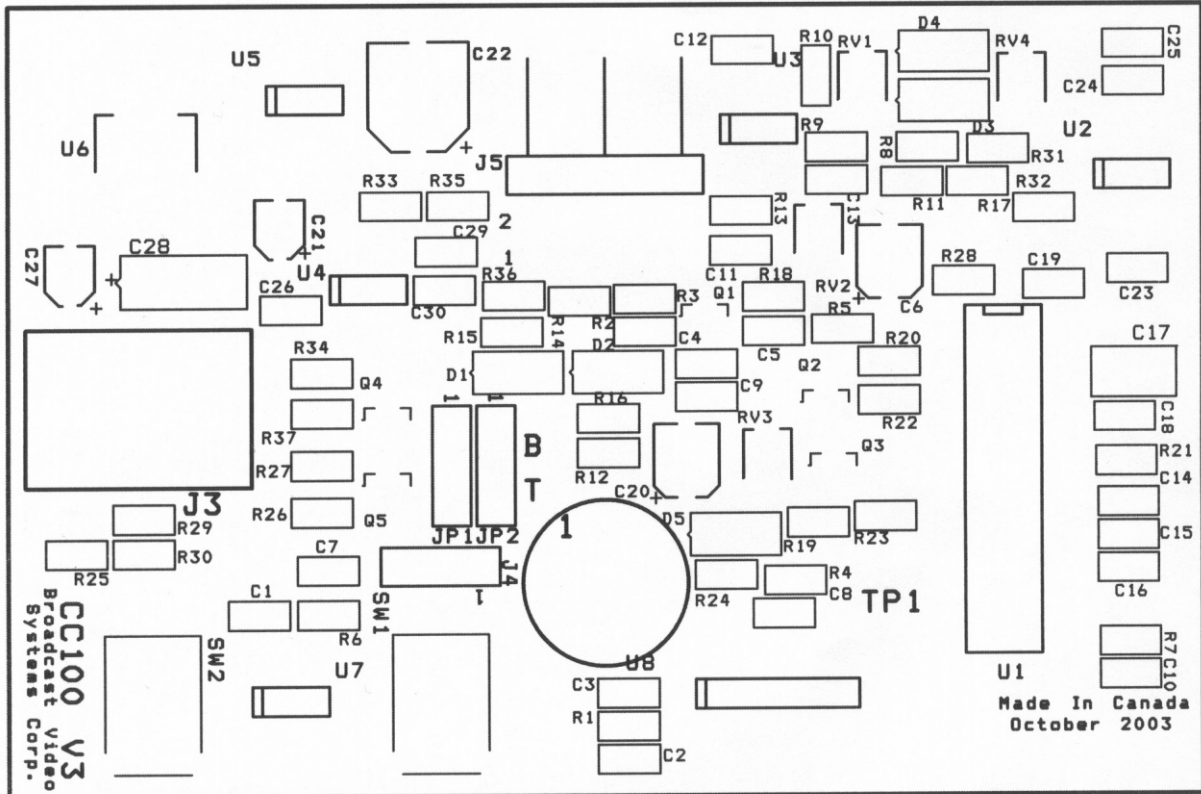 U5
C22
C12
U3
R10
RV1
D4
RV4
C25
C24
U6
J5
R9
R8
D3
U2
R31
R33
R35
R13
C13
R11
R17
R32
C21
2
C29
1
C27
C28
U4
R36
C11
R18
RV2
C6
R28
C19
C23
C26
C30
R2
R3
Q1
R5
R15
R14
D2
C4
C5
R20
C17
R34
Q4
D1
1
1
C9
Q2
R22
R16
RV3
C18
R37
B
Q3
R21
R27
R12
T
C20
C14
J3
R26
Q5
JP1
JP2
1
D5
R19
R23
C15
R29
R25
R30
C7
J4
1
R24
R4
C8
TP1
C16
C1
R6
SW1
SW2
U7
U8
C3
R1
C2
U1
R7
C10
Made In Canada
October 2003
CC100 V3
Broadcast Video
Systems Corp.